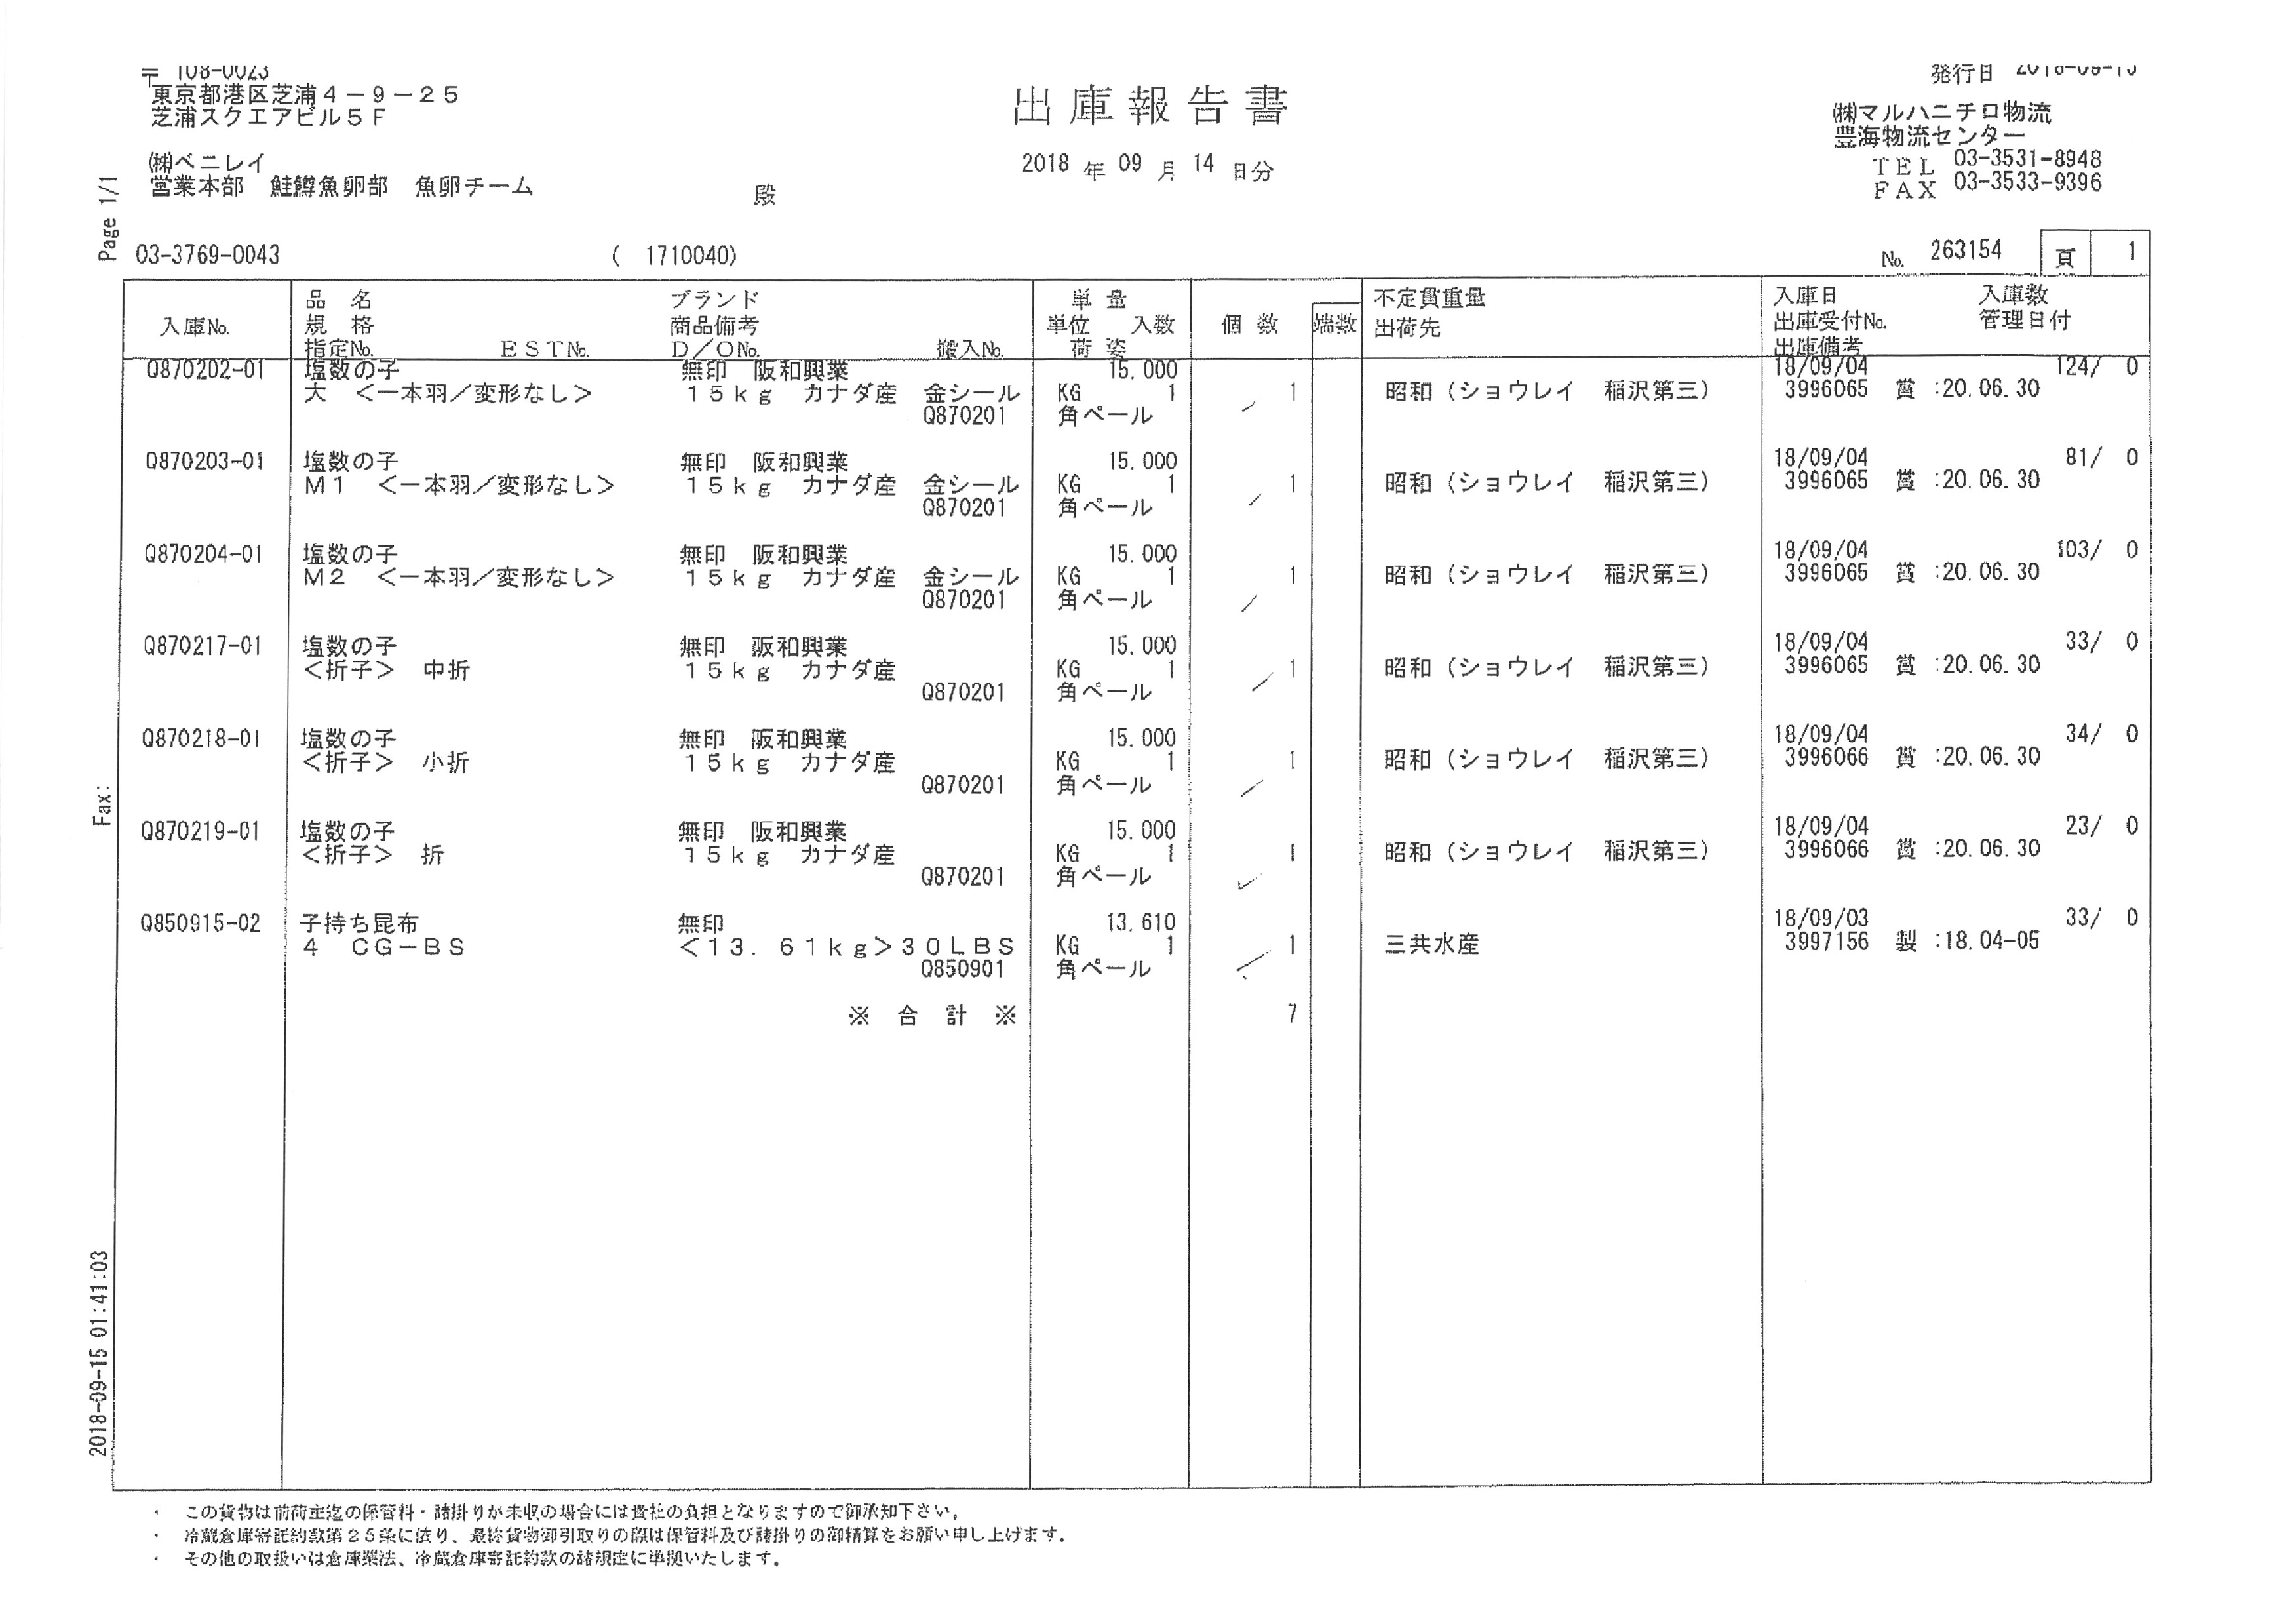 〒 108-0023
東京都港区芝浦４－９－２５
芝浦スクエアビル５Ｆ
㈱ベニレイ
営業本部　鮭鱒魚卵部　魚卵チーム　殿
03-3769-0043
( 1710040)
出庫報告書
2018 年 09 月 14 日分
発行日
㈱マルハニチロ物流
豊海物流センター
ＴＥＬ 03-3531-8948
ＦＡＸ 03-3533-9396
№ 263154 頁 1
Page 1/1
Fax:
2018-09-15 01:41:03
入庫№ 品　名 ブランド 単　量 個　数 端数 不定貫重量 入庫日 入庫数
規　格 商品備考 単位 入数 出荷先 出庫受付№ 管理日付
指定№ ＥＳＴ№ Ｄ／Ｏ№ 搬入№ 荷　姿 出庫備考
Q870202-01 塩数の子 無印　阪和興業 15.000 18/09/04 124/ 0
大　＜一本羽／変形なし＞ １５ｋｇ　カナダ産　金シール KG 1 1 昭和（ショウレイ　稲沢第三） 3996065 賞 :20.06.30
Q870201 角ペール
Q870203-01 塩数の子 無印　阪和興業 15.000 18/09/04 81/ 0
Ｍ１　＜一本羽／変形なし＞ １５ｋｇ　カナダ産　金シール KG 1 1 昭和（ショウレイ　稲沢第三） 3996065 賞 :20.06.30
Q870201 角ペール
Q870204-01 塩数の子 無印　阪和興業 15.000 18/09/04 103/ 0
Ｍ２　＜一本羽／変形なし＞ １５ｋｇ　カナダ産　金シール KG 1 1 昭和（ショウレイ　稲沢第三） 3996065 賞 :20.06.30
Q870201 角ペール
Q870217-01 塩数の子 無印　阪和興業 15.000 18/09/04 33/ 0
＜折子＞　中折 １５ｋｇ　カナダ産 KG 1 1 昭和（ショウレイ　稲沢第三） 3996065 賞 :20.06.30
Q870201 角ペール
Q870218-01 塩数の子 無印　阪和興業 15.000 18/09/04 34/ 0
＜折子＞　小折 １５ｋｇ　カナダ産 KG 1 1 昭和（ショウレイ　稲沢第三） 3996066 賞 :20.06.30
Q870201 角ペール
Q870219-01 塩数の子 無印　阪和興業 15.000 18/09/04 23/ 0
＜折子＞　折 １５ｋｇ　カナダ産 KG 1 1 昭和（ショウレイ　稲沢第三） 3996066 賞 :20.06.30
Q870201 角ペール
Q850915-02 子持ち昆布 無印 13.610 18/09/03 33/ 0
４　ＣＧ－ＢＳ ＜１３．６１ｋｇ＞３０ＬＢＳ KG 1 1 三共水産 3997156 製 :18.04-05
Q850901 角ペール
※　合　計　※ 7
・ この貨物は前荷主迄の保管料・諸掛りが未収の場合には貴社の負担となりますので御承知下さい。
・ 冷蔵倉庫寄託約款第２５条に依り、最終貨物御引取りの際は保管料及び諸掛りの御精算をお願い申し上げます。
・ その他の取扱いは倉庫業法、冷蔵倉庫寄託約款の諸規定に準拠いたします。